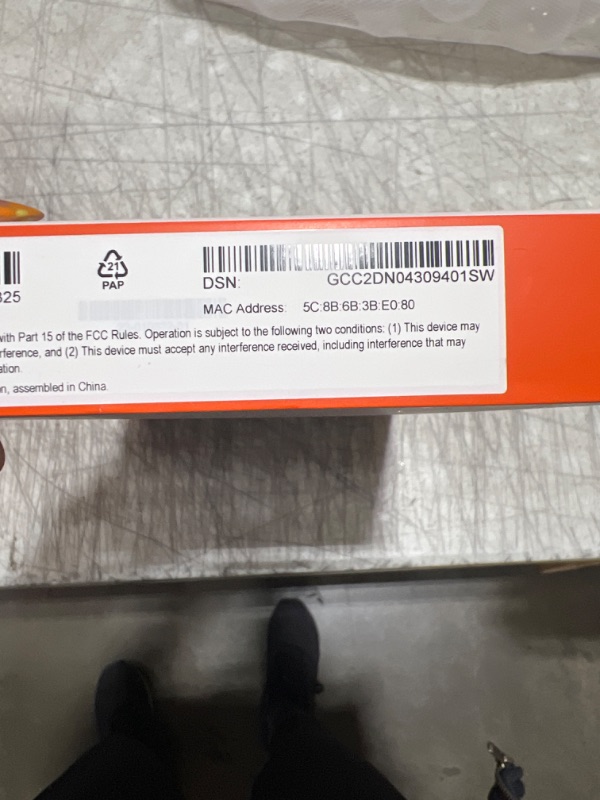 325
21
PAP
DSN: GCC2DN04309401SW
MAC Address: 5C:8B:6B:3B:E0:80
with Part 15 of the FCC Rules. Operation is subject to the following two conditions: (1) This device may
rference, and (2) This device must accept any interference received, including interference that may
ation.
n, assembled in China.